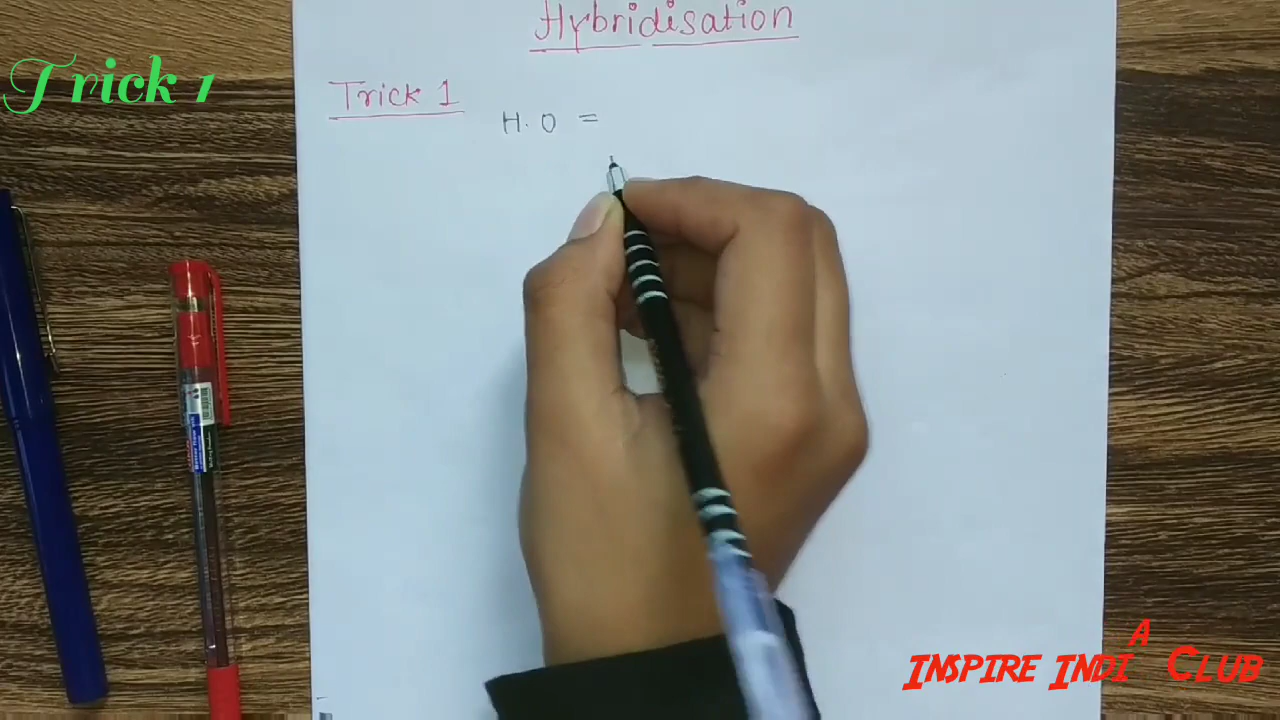 Hybridisation
Trick 1
Trick 1
H.O =
INSPIRE INDIA CLUB